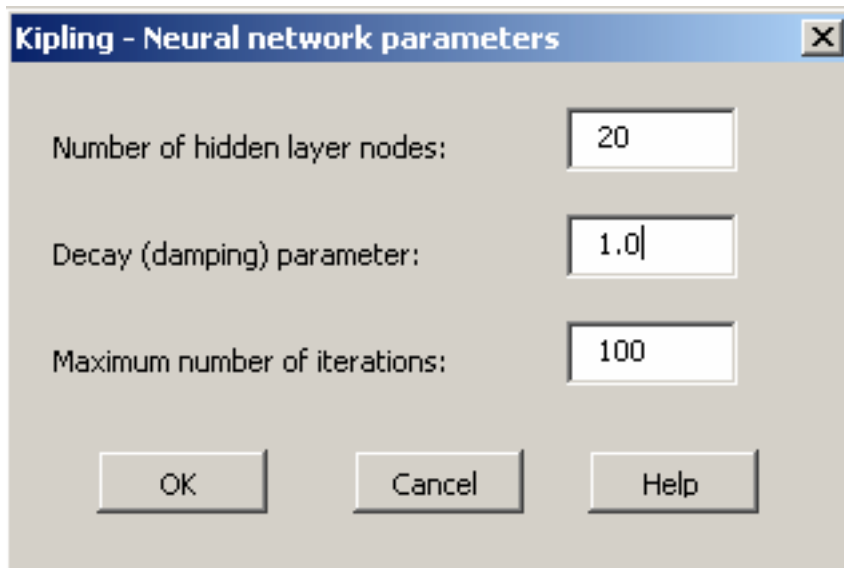 Kipling - Neural network parameters
Number of hidden layer nodes: 20
Decay (damping) parameter: 1.0
Maximum number of iterations: 100
OK Cancel Help